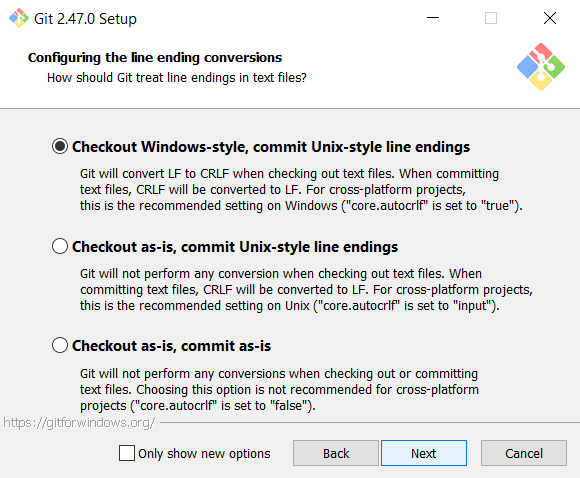 Git 2.47.0 Setup
Configuring the line ending conversions
How should Git treat line endings in text files?
Checkout Windows-style, commit Unix-style line endings
Git will convert LF to CRLF when checking out text files. When committing
text files, CRLF will be converted to LF. For cross-platform projects,
this is the recommended setting on Windows ("core.autocrlf" is set to "true").
Checkout as-is, commit Unix-style line endings
Git will not perform any conversion when checking out text files. When
committing text files, CRLF will be converted to LF. For cross-platform projects,
this is the recommended setting on Unix ("core.autocrlf" is set to "input").
Checkout as-is, commit as-is
Git will not perform any conversions when checking out or committing
text files. Choosing this option is not recommended for cross-platform
projects ("core.autocrlf" is set to "false").
https://gitforwindows.org/
Only show new options
Back
Next
Cancel